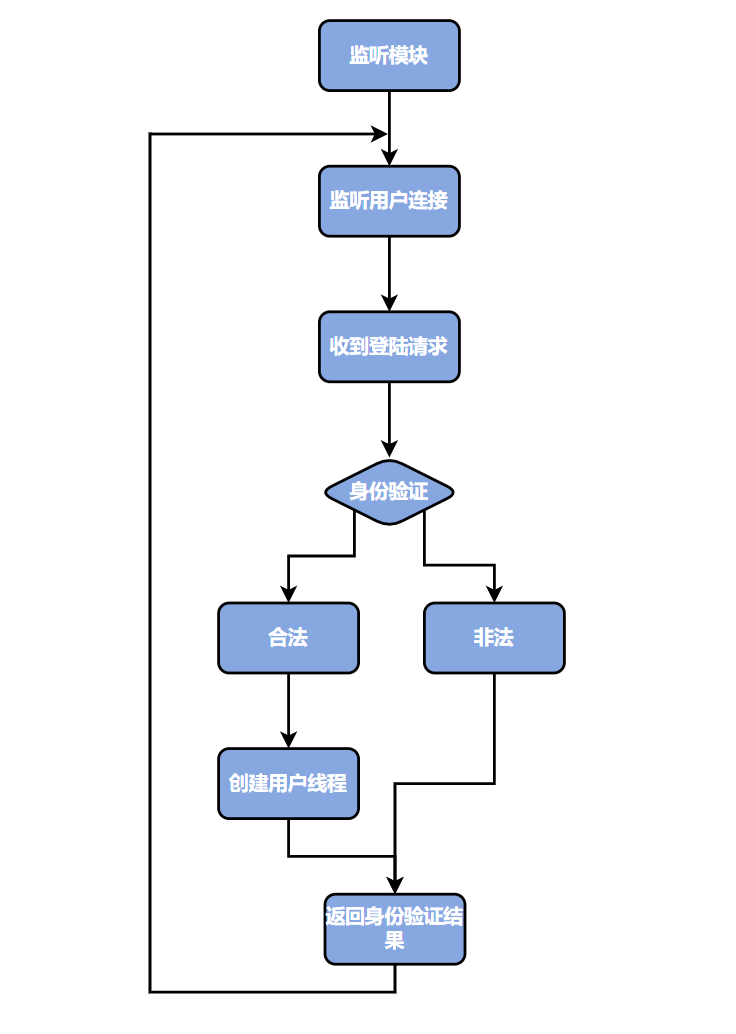 监听模块
监听用户连接
收到登陆请求
身份验证
合法
非法
创建用户线程
返回身份验证结
果